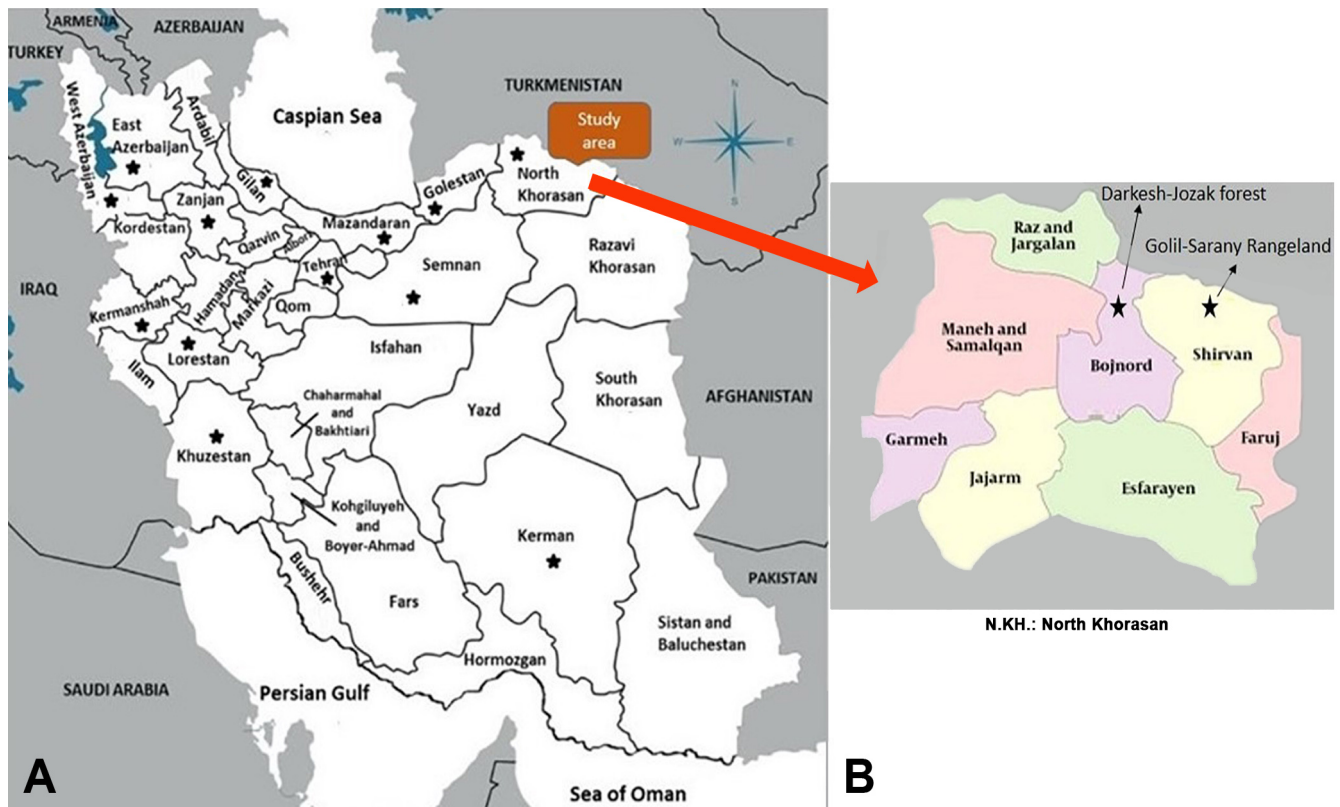 ARMENIA
AZERBAIJAN
TURKEY
TURKMENISTAN
Caspian Sea
Study
area
N
W
E
S
West Azerbaijan
East
Azerbaijan
Ardabil
Gilan
Zanjan
Kordestan
Qazvin
Alborz
Mazandaran
Golestan
North
Khorasan
Tehran
Semnan
Razavi
Khorasan
IRAQ
Kermanshah
Hamadan
Markazi
Qom
Lorestan
Ilam
Isfahan
Chaharmahal
and
Bakhtiari
Yazd
South
Khorasan
AFGHANISTAN
Khuzestan
Kohgiluyeh
and
Boyer-Ahmad
Kerman
Bushehr
Fars
PAKISTAN
Sistan and
Baluchestan
Hormozgan
SAUDI ARABIA
Persian Gulf
Sea of Oman
A
Darkesh-Jozak forest
Golil-Sarany Rangeland
Raz and
Jargalan
Maneh and
Samalqan
Bojnord
Shirvan
Garmeh
Faruj
Jajarm
Esfarayen
N.KH.: North Khorasan
B